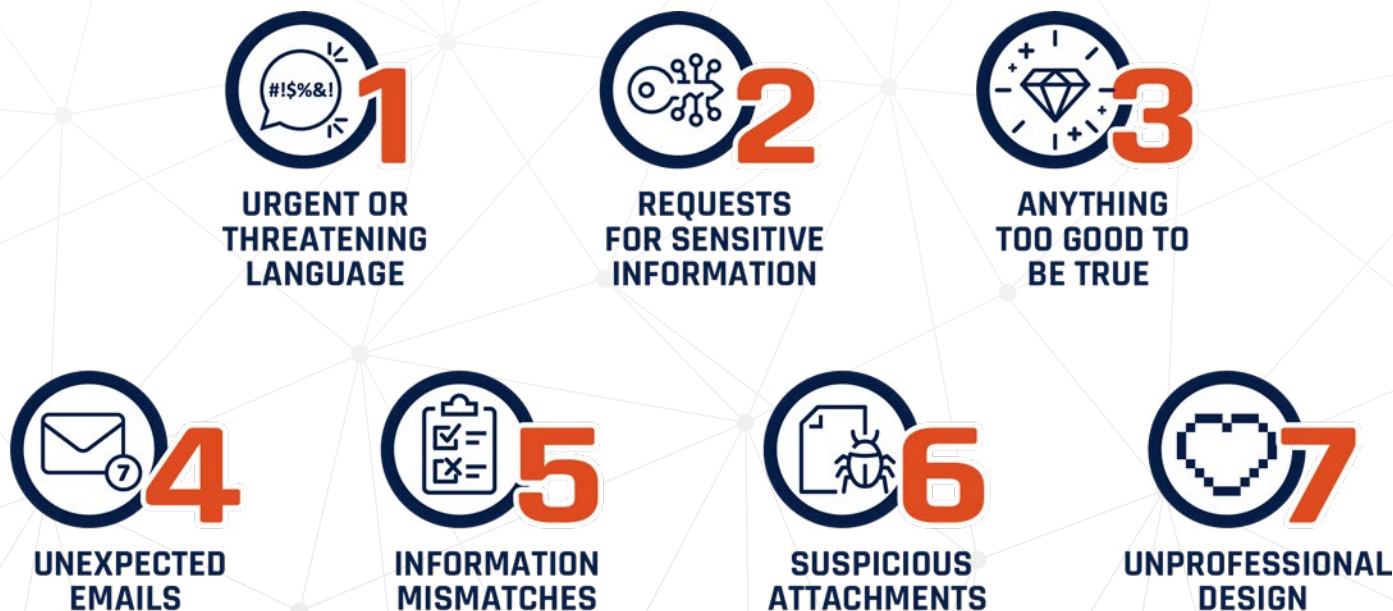 #!$%&!
1
URGENT OR
THREATENING
LANGUAGE
2
REQUESTS
FOR SENSITIVE
INFORMATION
3
ANYTHING
TOO GOOD TO
BE TRUE
7
4
UNEXPECTED
EMAILS
5
INFORMATION
MISMATCHES
6
SUSPICIOUS
ATTACHMENTS
7
UNPROFESSIONAL
DESIGN